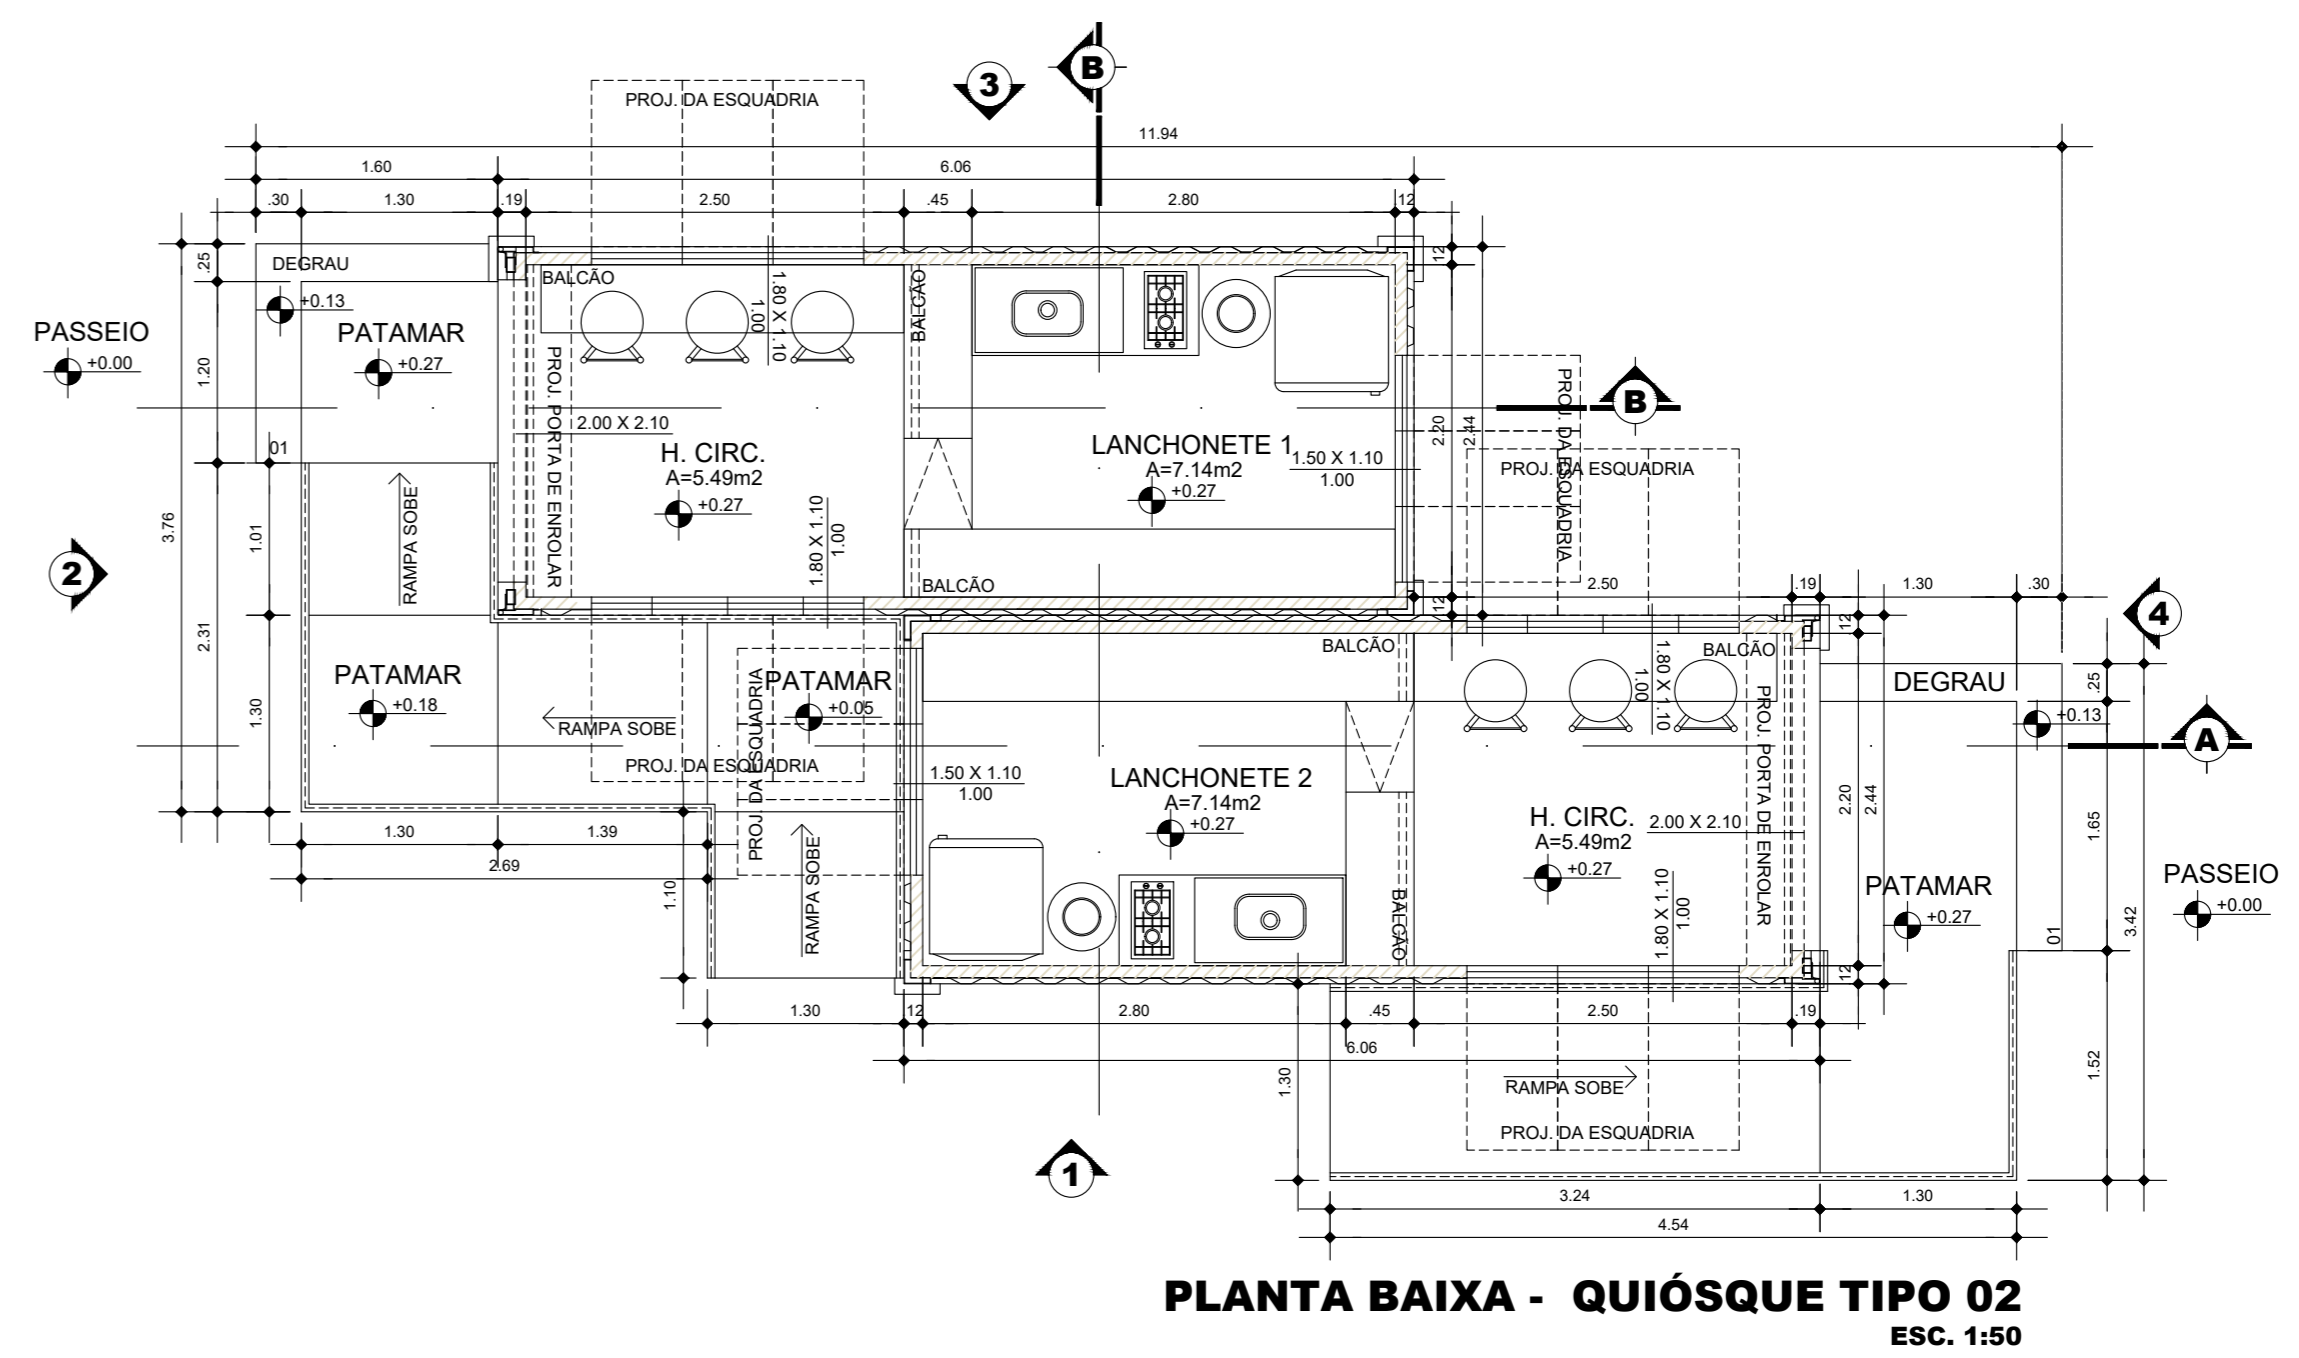 B
3
PROJ. DA ESQUADRIA
11.94
1.60
6.06
.30
1.30
.19
2.50
.45
2.80
.12
DEGRAU
+0.13
PASSEIO
+0.00
PATAMAR
+0.27
.25
1.20
3.76
2.31
01
1.01
1.30
BALCÃO
1.80 X 1.10
1.00
BALCÃO
PROJ. PORTA DE ENROLAR
2.00 X 2.10
H. CIRC.
A=5.49m2
+0.27
1.80 X 1.10
1.00
LANCHONETE 1
A=7.14m2
+0.27
1.50 X 1.10
1.00
BALCÃO
12
2.20
2.44
12
PROJ. DA ESQUADRIA
B
PROJ. DA ESQUADRIA
2
RAMPA SOBE
PATAMAR
+0.18
RAMPA SOBE
PATAMAR
+0.05
PROJ. DA ESQUADRIA
PROJ. DA ESQUADRIA
RAMPA SOBE
1.30
1.39
2.69
1.10
1.50 X 1.10
1.00
LANCHONETE 2
A=7.14m2
+0.27
BALCÃO
BALCÃO
1.80 X 1.10
1.00
PROJ. PORTA DE ENROLAR
H. CIRC.
A=5.49m2
+0.27
2.00 X 2.10
1.80 X 1.10
1.00
BALCÃO
2.50
.19
1.30
.30
4
12
2.20
2.44
12
DEGRAU
+0.13
A
.25
1.65
3.42
1.52
PATAMAR
+0.27
01
PASSEIO
+0.00
1.30
12
2.80
.45
2.50
.19
6.06
1.30
RAMPA SOBE
PROJ. DA ESQUADRIA
1
3.24
1.30
4.54
PLANTA BAIXA - QUIÓSQUE TIPO 02
ESC. 1:50